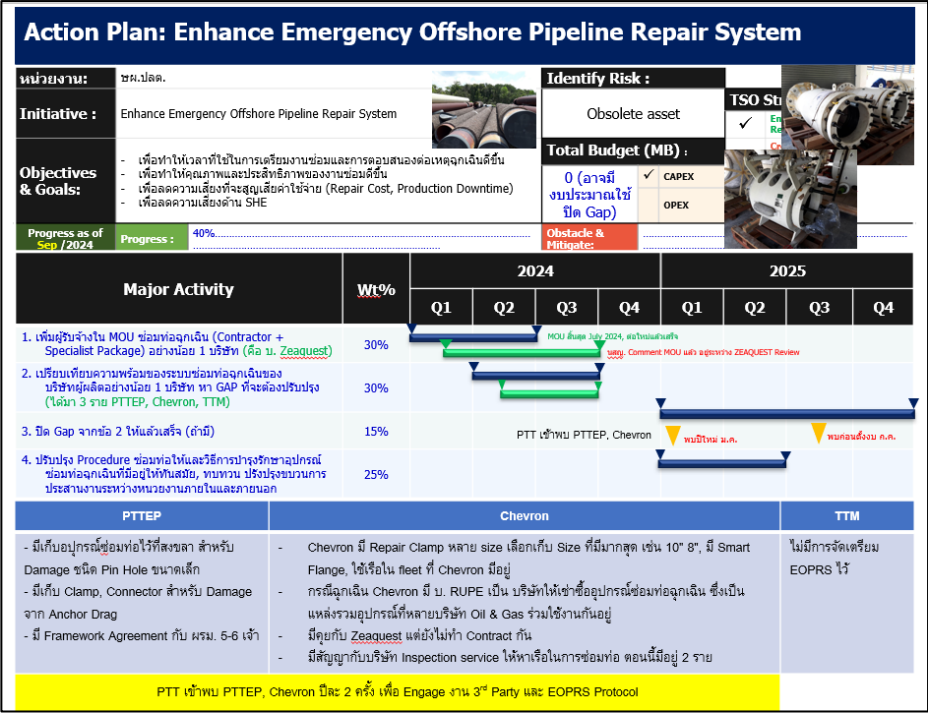 Action Plan: Enhance Emergency Offshore Pipeline Repair System
หน่วยงาน: วผ.ปลต.
Identify Risk :
Initiative : Enhance Emergency Offshore Pipeline Repair System
Obsolete asset
TSO
✓
Total Budget (MB) :
Objectives
& Goals:
- เพื่อทำให้เวลาที่ใช้ในการเตรียมงานซ่อมและการตอบสนองต่อเหตุฉุกเฉินดีขึ้น
- เพื่อทำให้คุณภาพและประสิทธิภาพของงานซ่อมดีขึ้น
- เพื่อลดความเสี่ยงที่จะสูญเสียค่าใช้จ่าย (Repair Cost, Production Downtime)
- เพื่อลดความเสี่ยงด้าน SHE
0 (อาจมี
งบประมาณใช้
ปิด Gap)
✓ CAPEX
OPEX
Progress as of
Sep /2024
Progress : 40%
Obstacle &
Mitigate:
Major Activity
Wt%
2024
2025
Q1 Q2 Q3 Q4 Q1 Q2 Q3 Q4
1. เพิ่มผู้รับจ้างใน MOU ซ่อมท่อฉุกเฉิน (Contractor +
Specialist Package) อย่างน้อย 1 บริษัท (คือ บ. Zeaquest)
30%
MOU สิ้นสุด July 2024, ต่อใหม่แล้วเสร็จ
บสญ. Comment MOU แล้ว อยู่ระหว่าง ZEAQUEST Review
2. เปรียบเทียบความพร้อมของระบบซ่อมท่อฉุกเฉินของ
บริษัทผู้ผลิตอย่างน้อย 1 บริษัท หา GAP ที่จะต้องปรับปรุง
(ได้มา 3 ราย PTTEP, Chevron, TTM)
30%
3. ปิด Gap จากข้อ 2 ให้แล้วเสร็จ (ถ้ามี)
15%
PTT เข้าพบ PTTEP, Chevron
พบปีใหม่ ม.ค.
พบก่อนตั้งงบ ก.ค.
4. ปรับปรุง Procedure ซ่อมท่อให้และวิธีการบำรุงรักษาอุปกรณ์
ซ่อมท่อฉุกเฉินที่มีอยู่ให้ทันสมัย, ทบทวน ปรังปรุงขบวนการ
ประสานงานระหว่างหนวยงานภายในและภายนอก
25%
PTTEP
Chevron
TTM
- มีเก็บอปุกรณ์ซ่อมท่อไว้ที่สงขลา สำหรับ
Damage ชนิด Pin Hole ขนาดเล็ก
- มีเก็บ Clamp, Connector สำหรับ Damage
จาก Anchor Drag
- มี Framework Agreement กับ ผรม. 5-6 เจ้า
- Chevron มี Repair Clamp หลาย size เลือกเก็บ Size ที่มีมากสุด เช่น 10" 8", มี Smart
Flange, ใช้เรือใน fleet ที่ Chevron มีอยู่
- กรณีฉุกเฉิน Chevron มี บ. RUPE เป็น บริษัทให้เช่าซื้ออุปกรณ์ซ่อมท่อฉุกเฉิน ซึ่งเป็น
แหล่งรวมอุปกรณ์ที่หลายบริษัท Oil & Gas ร่วมใช้งานกันอยู่
- มีคุยกับ Zeaquest แต่ยังไม่ทำ Contract กัน
- มีสัญญากับบริษัท Inspection service ให้หาเรือในการซ่อมท่อ ตอนนี้มีอยู่ 2 ราย
ไม่มีการจัดเตรียม
EOPRS ไว้
PTT เข้าพบ PTTEP, Chevron ปีละ 2 ครั้ง เพื่อ Engage งาน 3rd Party และ EOPRS Protocol